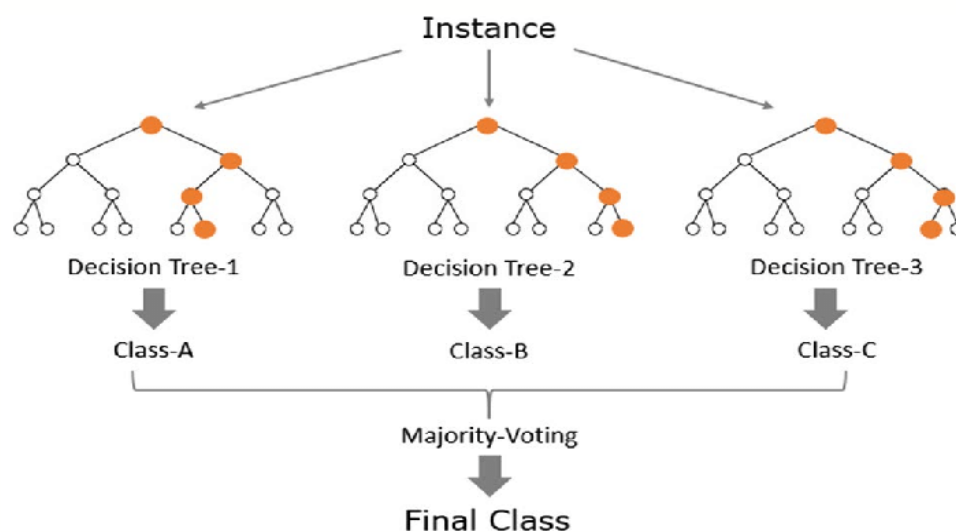 Instance
Decision Tree-1
Decision Tree-2
Decision Tree-3
Class-A
Class-B
Class-C
Majority-Voting
Final Class